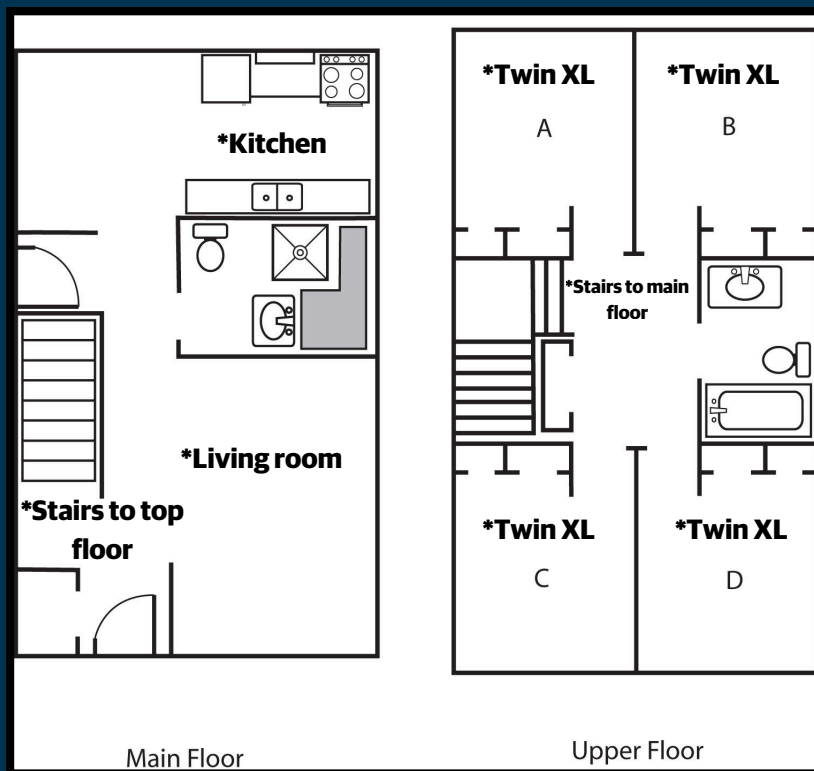 *Kitchen
*Living room
*Stairs to top
floor
Main Floor
*Twin XL
A
*Twin XL
B
*Stairs to main
floor
*Twin XL
C
*Twin XL
D
Upper Floor